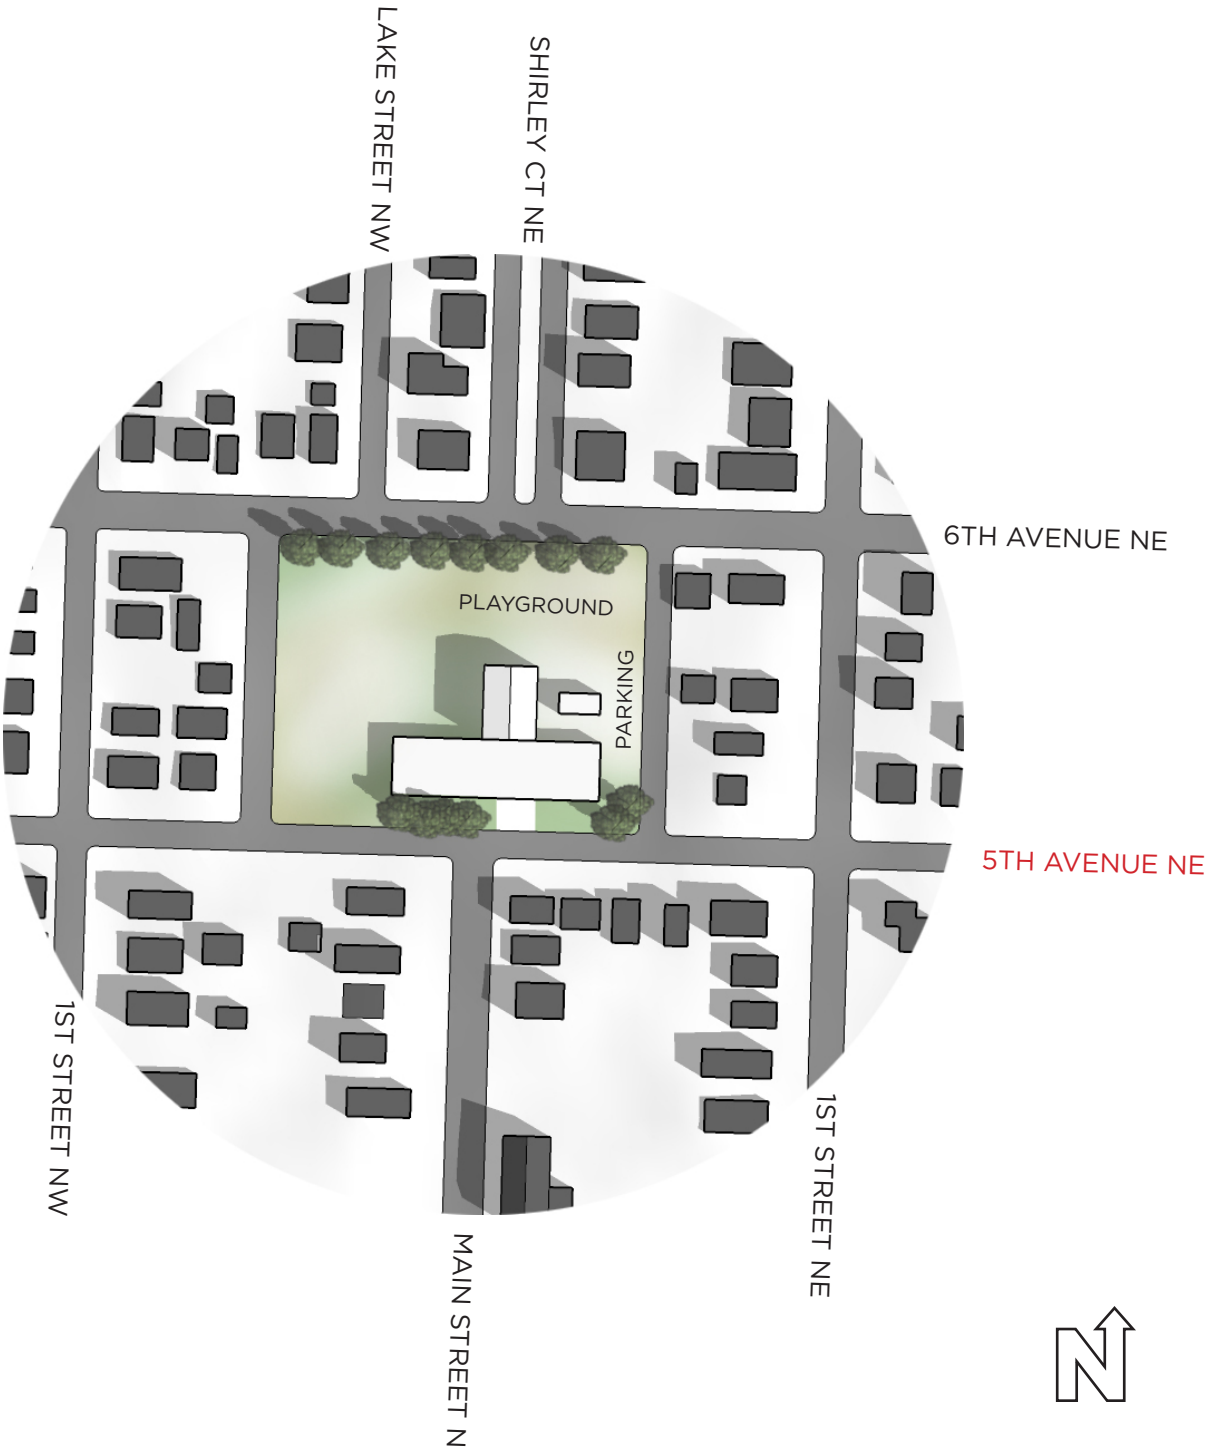 LAKE STREET NW
SHIRLEY CT NE
6TH AVENUE NE
PLAYGROUND
PARKING
5TH AVENUE NE
1ST STREET NW
1ST STREET NE
MAIN STREET N
N